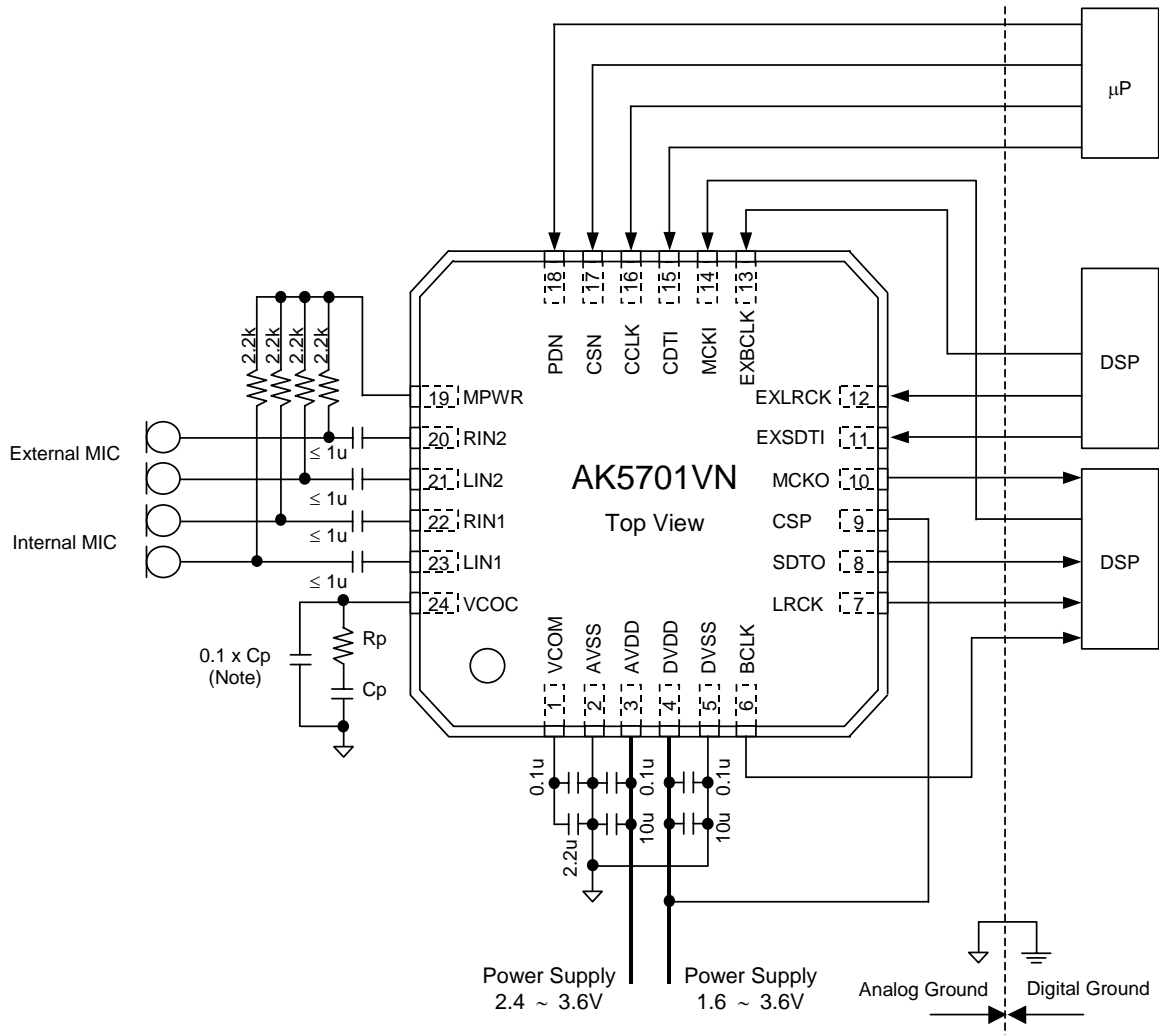 μP
18
17
16
15
14
13
PDN
CSN
CCLK
CDTI
MCKI
EXBCLK
2.2k
2.2k
2.2k
2.2k
DSP
19 MPWR
EXLRCK 12
External MIC
20 RIN2
EXSDTI 11
≤ 1u
21 LIN2
AK5701VN
MCKO 10
≤ 1u
22 RIN1
Top View
CSP 9
Internal MIC
≤ 1u
23 LIN1
SDTO 8
DSP
≤ 1u
24 VCOC
LRCK 7
0.1 x Cp
(Note)
Rp
Cp
VCOM
AVSS
AVDD
DVDD
DVSS
BCLK
1
2
3
4
5
6
0.1u
0.1u
0.1u
2.2u
10u
10u
Power Supply
2.4 ~ 3.6V
Power Supply
1.6 ~ 3.6V
Analog Ground
Digital Ground